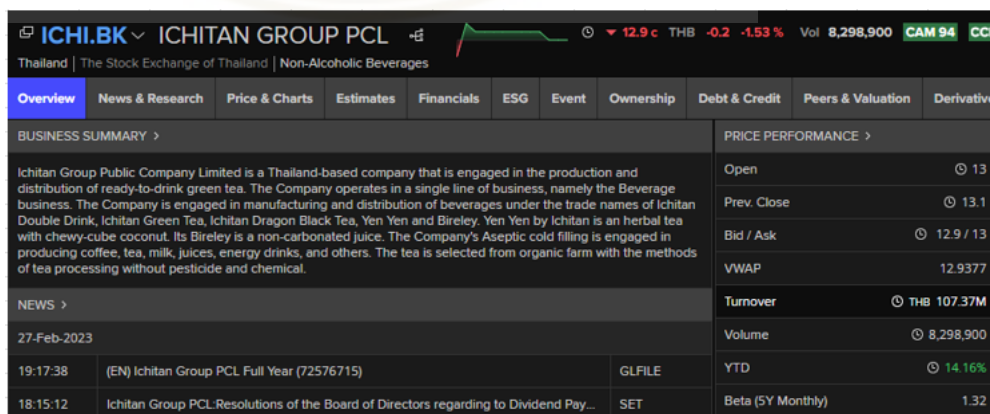 ICHI.BK ICHITAN GROUP PCL 12.9 c THB -0.2 -1.53 % Vol 8,298,900 CAM 94 CC
Thailand | The Stock Exchange of Thailand | Non-Alcoholic Beverages
Overview News & Research Price & Charts Estimates Financials ESG Event Ownership Debt & Credit Peers & Valuation Derivativ
BUSINESS SUMMARY >
Ichitan Group Public Company Limited is a Thailand-based company that is engaged in the production and
distribution of ready-to-drink green tea. The Company operates in a single line of business, namely the Beverage
business. The Company is engaged in manufacturing and distribution of beverages under the trade names of Ichitan
Double Drink, Ichitan Green Tea, Ichitan Dragon Black Tea, Yen Yen and Bireley. Yen Yen by Ichitan is an herbal tea
with chewy-cube coconut. Its Bireley is a non-carbonated juice. The Company's Aseptic cold filling is engaged in
producing coffee, tea, milk, juices, energy drinks, and others. The tea is selected from organic farm with the methods
of tea processing without pesticide and chemical.
NEWS >
27-Feb-2023
19:17:38 (EN) Ichitan Group PCL Full Year (72576715) GLFILE
18:15:12 Ichitan Group PCL:Resolutions of the Board of Directors regarding to Dividend Pay... SET
PRICE PERFORMANCE >
Open 13
Prev. Close 13.1
Bid / Ask 12.9 / 13
VWAP 12.9377
Turnover THB 107.37M
Volume 8,298,900
YTD 14.16%
Beta (5Y Monthly) 1.32